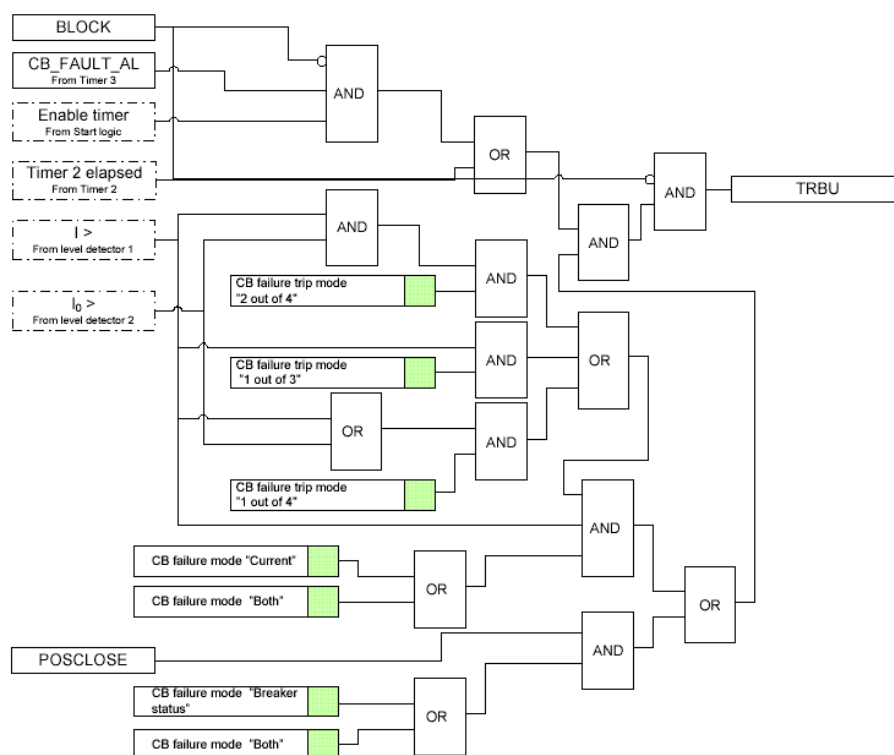 BLOCK
CB_FAULT_AL
From Timer 3
AND
Enable timer
From Start logic
OR
Timer 2 elapsed
From Timer 2
AND
TRBU
I >
From level detector 1
AND
AND
CB failure trip mode
"2 out of 4"
AND
I0 >
From level detector 2
CB failure trip mode
"1 out of 3"
AND
OR
OR
AND
CB failure trip mode
"1 out of 4"
AND
CB failure mode "Current"
CB failure mode "Both"
OR
OR
POSCLOSE
AND
CB failure mode "Breaker
status"
CB failure mode "Both"
OR